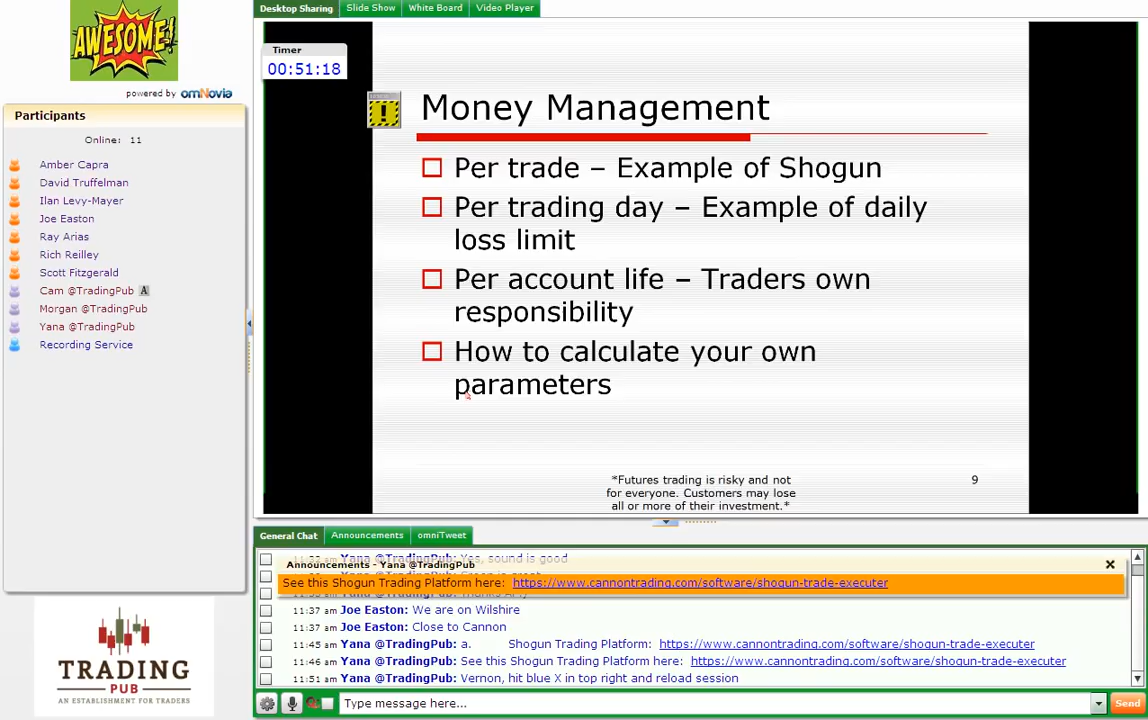 AWESOME!
powered by omNovia
Participants
Online: 11
Amber Capra
David Truffelman
Ilan Levy-Mayer
Joe Easton
Ray Arias
Rich Reilley
Scott Fitzgerald
Cam @TradingPub A
Morgan @TradingPub
Yana @TradingPub
Recording Service
TRADING
PUB
AN ESTABLISHMENT FOR TRADERS
Desktop Sharing Slide Show White Board Video Player
Timer
00:51:18
! Money Management
Per trade – Example of Shogun
Per trading day – Example of daily
loss limit
Per account life – Traders own
responsibility
How to calculate your own
parameters
*Futures trading is risky and not
for everyone. Customers may lose
all or more of their investment.*
9
General Chat Announcements omniTweet
Yana @TradingPub: Yes, sound is good
Announcements - Yana @TradingPub
See this Shogun Trading Platform here: https://www.cannontrading.com/software/shogun-trade-executer
11:37 am Joe Easton: We are on Wilshire
11:37 am Joe Easton: Close to Cannon
11:45 am Yana @TradingPub: a. Shogun Trading Platform: https://www.cannontrading.com/software/shogun-trade-executer
11:46 am Yana @TradingPub: See this Shogun Trading Platform here: https://www.cannontrading.com/software/shogun-trade-executer
11:51 am Yana @TradingPub: Vernon, hit blue X in top right and reload session
Type message here...
Send